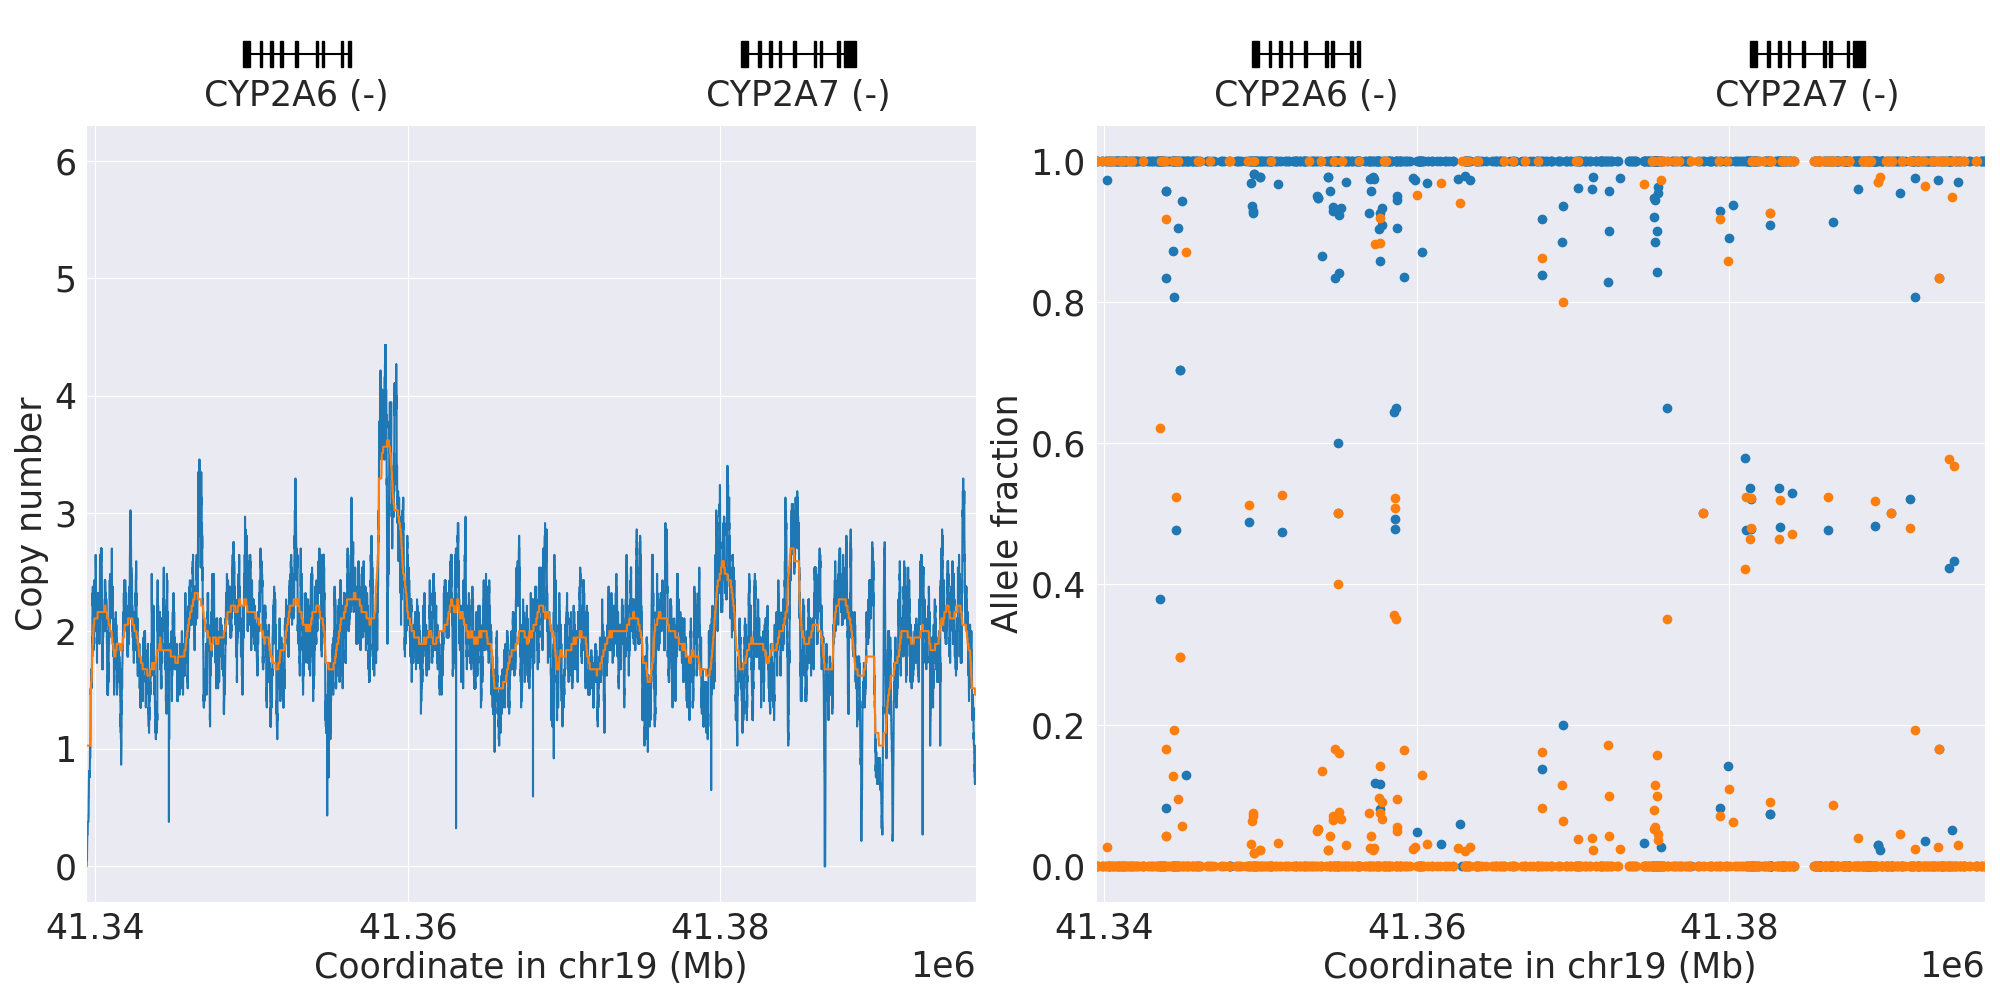 CYP2A6 (-)
CYP2A7 (-)
6
5
4
3
2
1
0
Copy number
41.34
41.36
41.38
Coordinate in chr19 (Mb)
1e6
CYP2A6 (-)
CYP2A7 (-)
1.0
0.8
0.6
0.4
0.2
0.0
Allele fraction
41.34
41.36
41.38
Coordinate in chr19 (Mb)
1e6